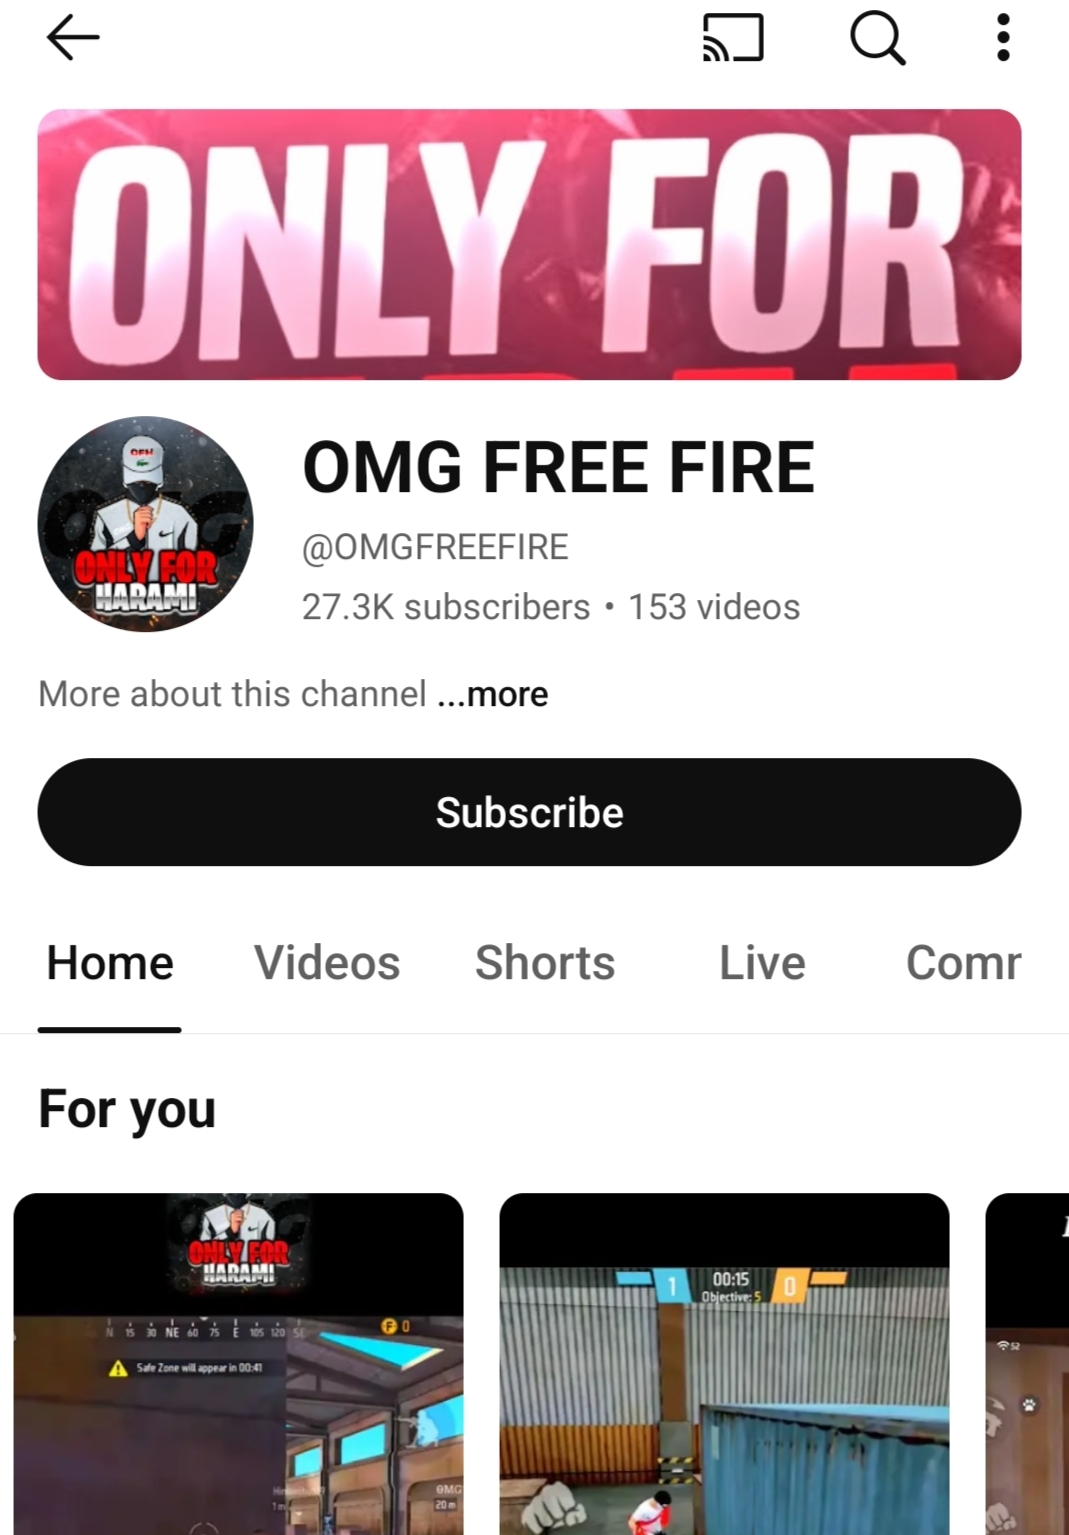 ONLY FOR
OFH
ONLY FOR
HARAMI
OMG FREE FIRE
@OMGFREEFIRE
27.3K subscribers • 153 videos
More about this channel ...more
Subscribe
Home Videos Shorts Live Comr
For you
ONLY FOR
HARAMI
N 15 30 NE 60 75 E 105 120 SE
F 0
Safe Zone will appear in 00:41
OMG
20 m
1 00:15 0
Objective: 5
52